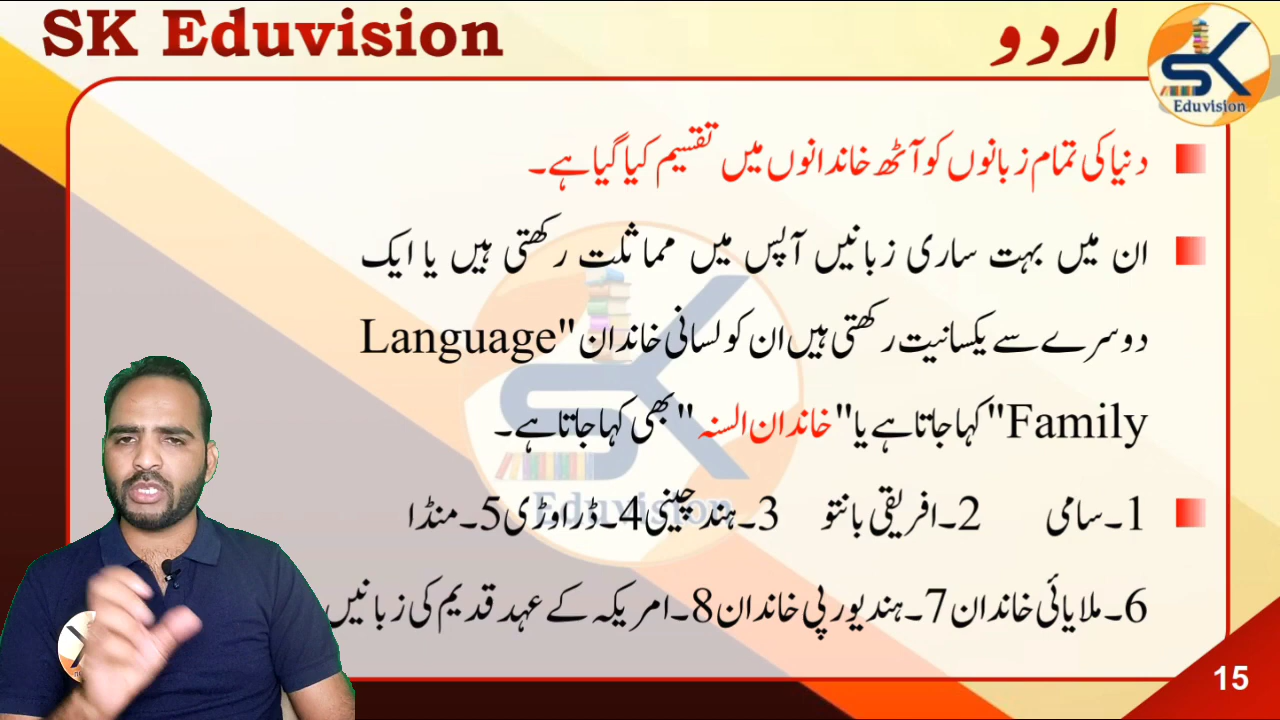 SK Eduvision
اردو
SK
Eduvision
دنیا کی تمام زبانوں کو آٹھ خاندانوں میں تقسیم کیا گیا ہے۔
ان میں بہت ساری زبانیں آپس میں مماثلت رکھتی ہیں یا ایک
دوسرے سے یکسانیت رکھتی ہیں ان کو لسانی خاندان "Language
Family" کہا جاتا ہے یا "خاندان السنہ" بھی کہا جاتا ہے۔
1۔سامی 2۔افریقی بانتو 3۔ہند چینی 4۔ڈراوڑی 5۔منڈا
6۔ملایائی خاندان 7۔ہند یورپی خاندان 8۔امریکہ کے عہد قدیم کی زبانیں
SK
Eduvision
15